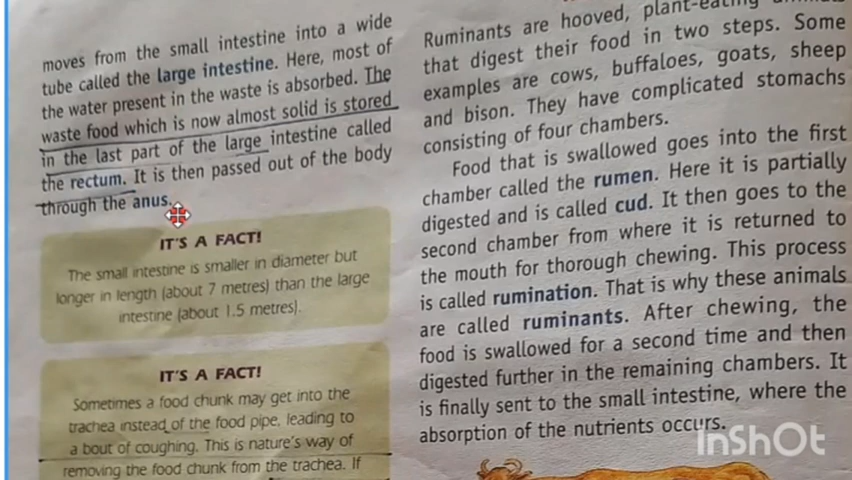 moves from the small intestine into a wide
tube called the large intestine. Here, most of
the water present in the waste is absorbed. The
waste food which is now almost solid is stored
in the last part of the large intestine called
the rectum. It is then passed out of the body
through the anus.
IT'S A FACT!
The small intestine is smaller in diameter but
longer in length (about 7 metres) than the large
intestine (about 1.5 metres).
IT'S A FACT!
Sometimes a food chunk may get into the
trachea instead of the food pipe, leading to
a bout of coughing. This is nature's way of
removing the food chunk from the trachea. If
Ruminants are hooved, plant-eating
that digest their food in two steps. Some
examples are cows, buffaloes, goats, sheep
and bison. They have complicated stomachs
consisting of four chambers.
Food that is swallowed goes into the first
chamber called the rumen. Here it is partially
digested and is called cud. It then goes to the
second chamber from where it is returned to
the mouth for thorough chewing. This process
is called rumination. That is why these animals
are called ruminants. After chewing, the
food is swallowed for a second time and then
digested further in the remaining chambers. It
is finally sent to the small intestine, where the
absorption of the nutrients occurs.
InShOt